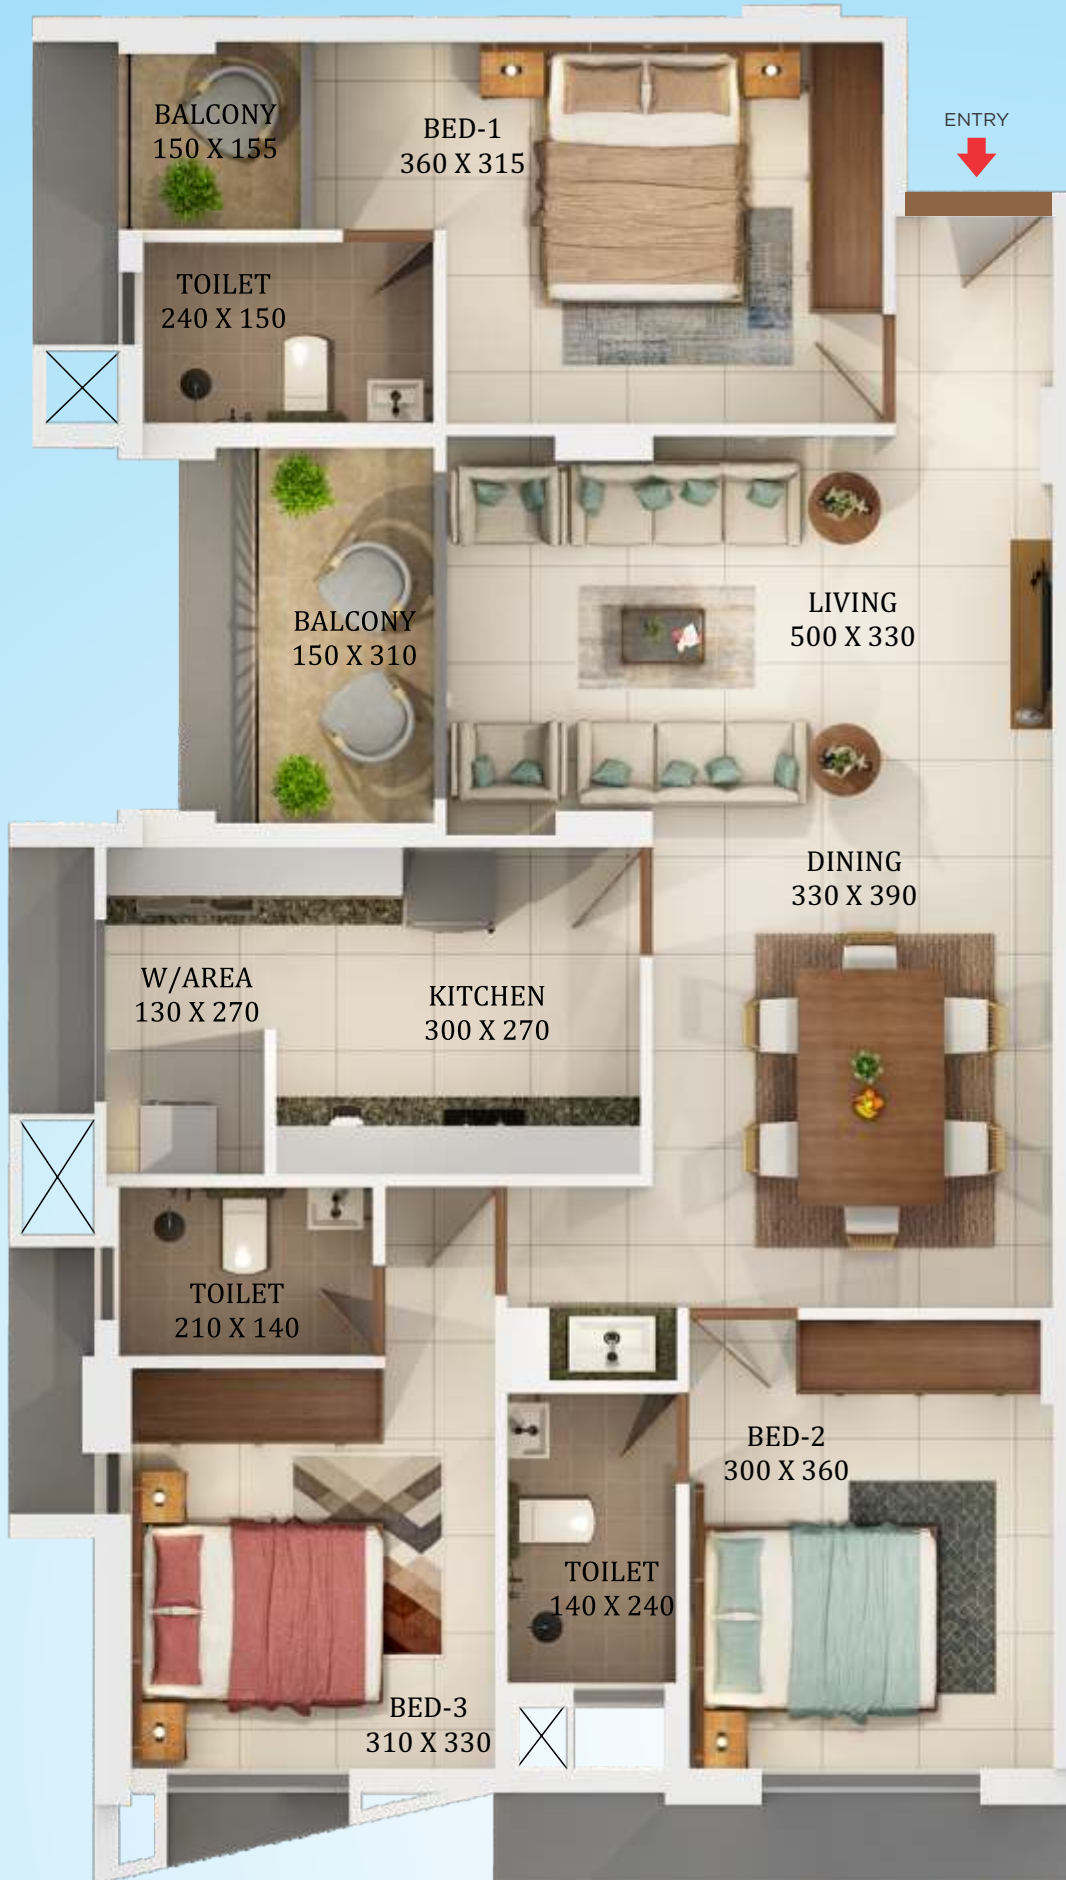 BALCONY
150 X 155
BED-1
360 X 315
ENTRY
TOILET
240 X 150
LIVING
500 X 330
BALCONY
150 X 310
DINING
330 X 390
W/AREA
130 X 270
KITCHEN
300 X 270
TOILET
210 X 140
BED-2
300 X 360
TOILET
140 X 240
BED-3
310 X 330